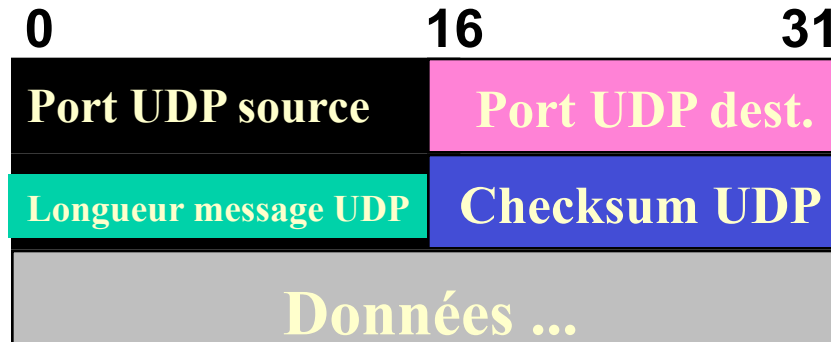 0 16 31
Port UDP source Port UDP dest.
Longueur message UDP Checksum UDP
Données ...